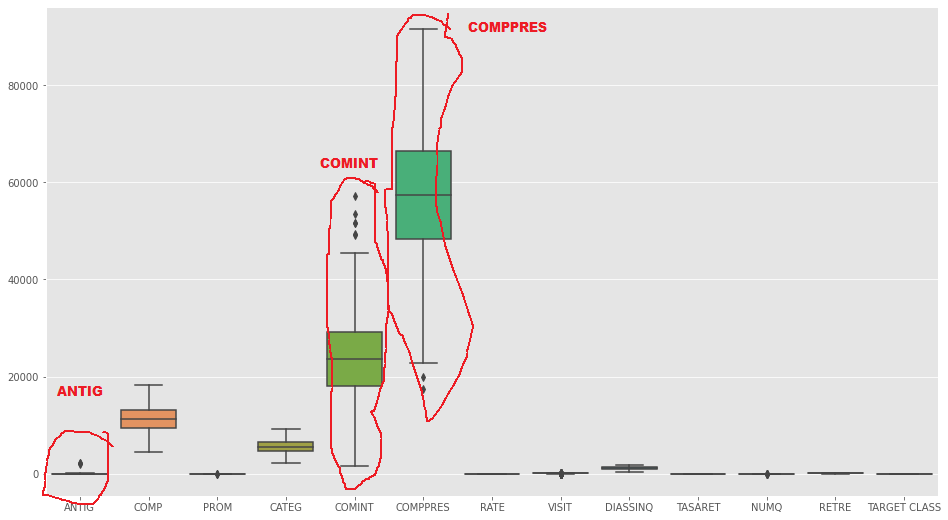 COMPPRES
80000
COMINT
60000
40000
20000
ANTIG
0
ANTIG COMP PROM CATEG COMINT COMPPRES RATE VISIT DIASSINQ TASARET NUMQ RETRE TARGET CLASS